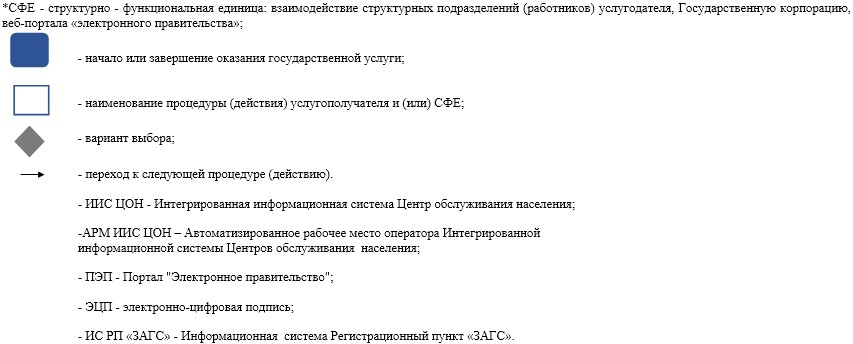 *СФЕ - структурно - функциональная единица: взаимодействие структурных подразделений (работников) услугодателя, Государственную корпорацию,
веб-портала «электронного правительства»;
- начало или завершение оказания государственной услуги;
- наименование процедуры (действия) услугополучателя и (или) СФЕ;
- вариант выбора;
- переход к следующей процедуре (действию).
- ИИС ЦОН - Интегрированная информационная система Центр обслуживания населения;
-АРМ ИИС ЦОН – Автоматизированное рабочее место оператора Интегрированной
информационной системы Центров обслуживания населения;
- ПЭП - Портал "Электронное правительство";
- ЭЦП - электронно-цифровая подпись;
- ИС РП «ЗАГС» - Информационная система Регистрационный пункт «ЗАГС».